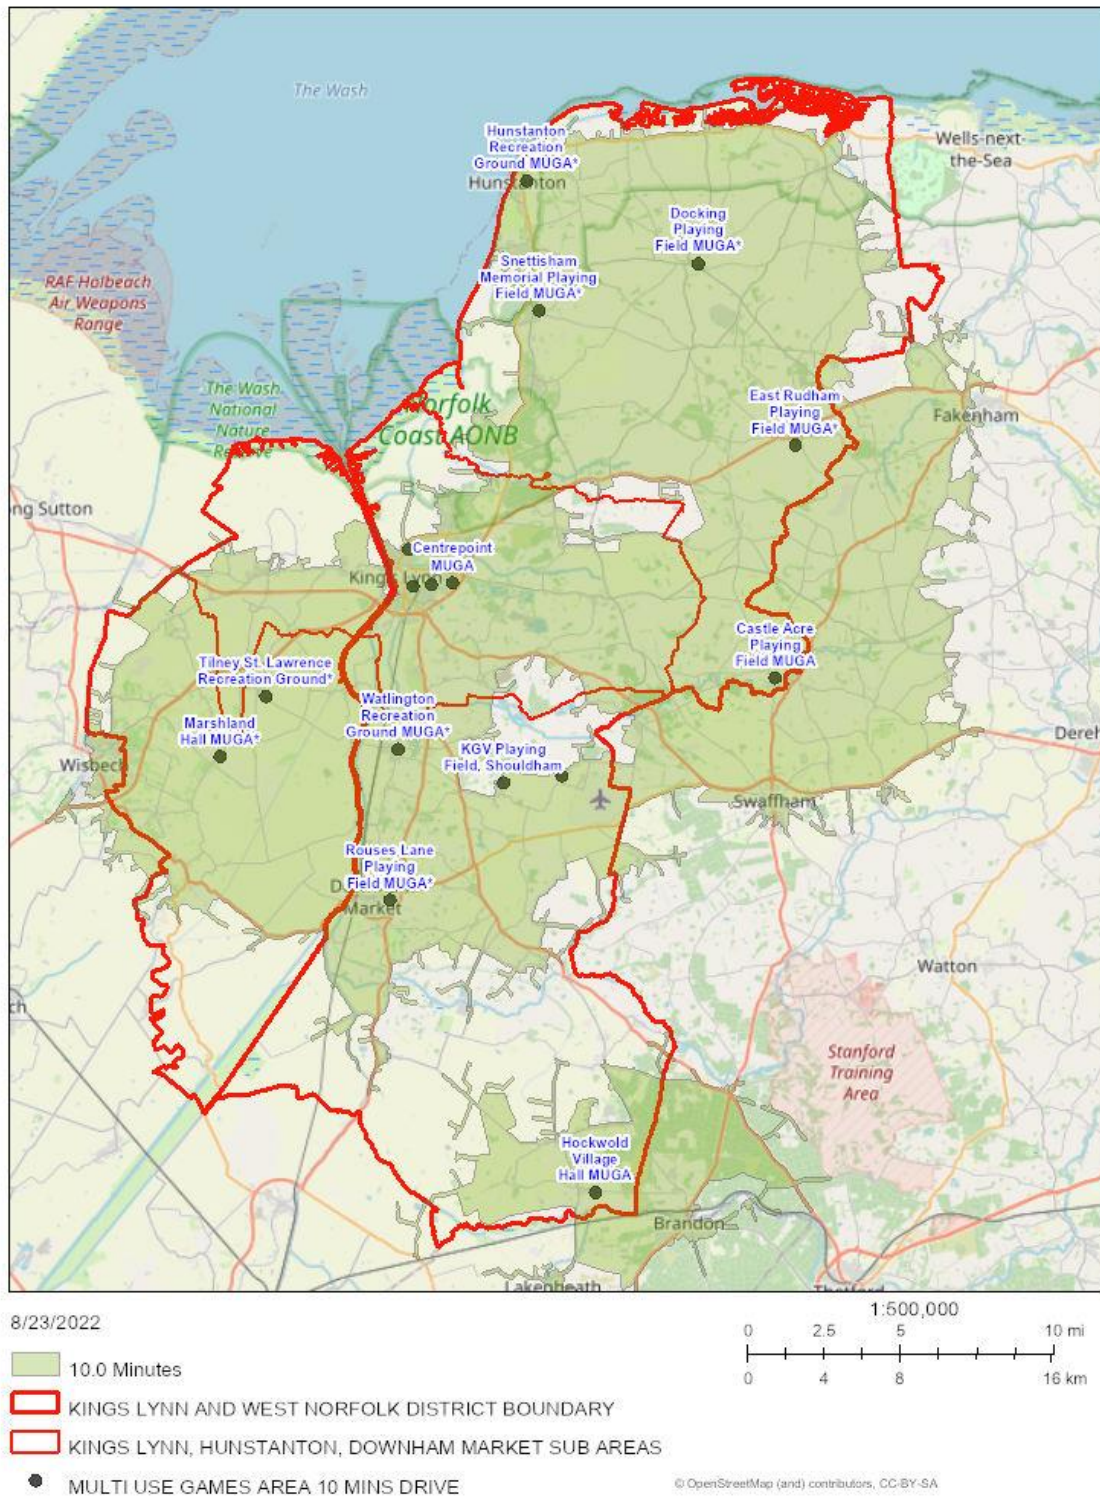 The Wash
Hunstanton
Recreation
Ground MUGA*
Hunstanton
Wells-next-
the-Sea
Docking
Playing
Field MUGA*
Snettisham
Memorial Playing
Field MUGA*
RAF Holbeach
Air Weapons
Range
The Wash
National
Nature
Reserve
Norfolk
Coast AONB
East Rudham
Playing
Field MUGA*
Fakenham
ong Sutton
Centrepoint
MUGA
King's Lynn
Castle Acre
Playing
Field MUGA
Tilney St. Lawrence
Recreation Ground*
Watlington
Recreation
Ground MUGA*
Marshland
Hall MUGA*
KGV Playing
Field, Shouldham
Wisbech
Dereh
Swaffham
Rouses Lane
Playing
Field MUGA*
D
Market
Watton
ch
Stanford
Training
Area
Hockwold
Village
Hall MUGA
Brandon
Lakenheath
Thetford
8/23/2022
1:500,000
0 2.5 5 10 mi
0 4 8 16 km
10.0 Minutes
KINGS LYNN AND WEST NORFOLK DISTRICT BOUNDARY
KINGS LYNN, HUNSTANTON, DOWNHAM MARKET SUB AREAS
MULTI USE GAMES AREA 10 MINS DRIVE
© OpenStreetMap (and) contributors, CC-BY-SA